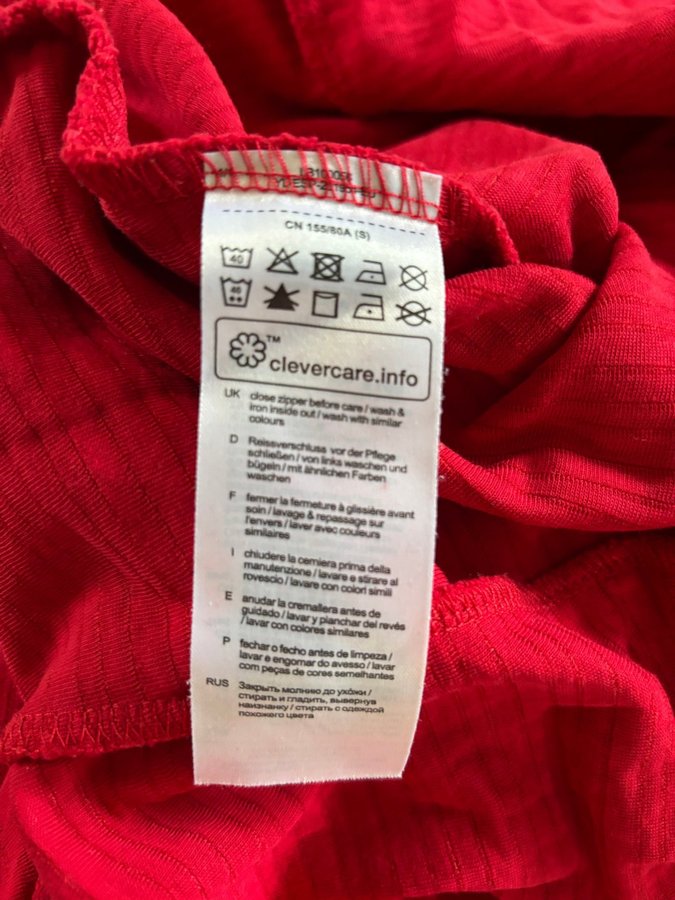 CN 155/80A (S)
40
40
™
clevercare.info
UK close zipper before care / wash &
iron inside out / wash with similar
colours
D Reissverschluss vor der Pflege
schließen / von links waschen und
bügeln / mit ähnlichen Farben
waschen
F fermer la fermeture à glissière avant
soin / lavage & repassage sur
l'envers / laver avec couleurs
similaires
I chiudere la cerniera prima della
manutenzione / lavare e stirare al
rovescio / lavare con colori simili
E anudar la cremallera antes de
guidado / lavar y planchar del revés
/ lavar con colores similares
P fechar o fecho antes de limpeza /
lavar e engomar do avesso / lavar
com peças de cores semelhantes
RUS Закрыть молнию до ухóжи /
стирать и гладить, вывернув
наизнанку / стирать с одеждой
похожего цвета